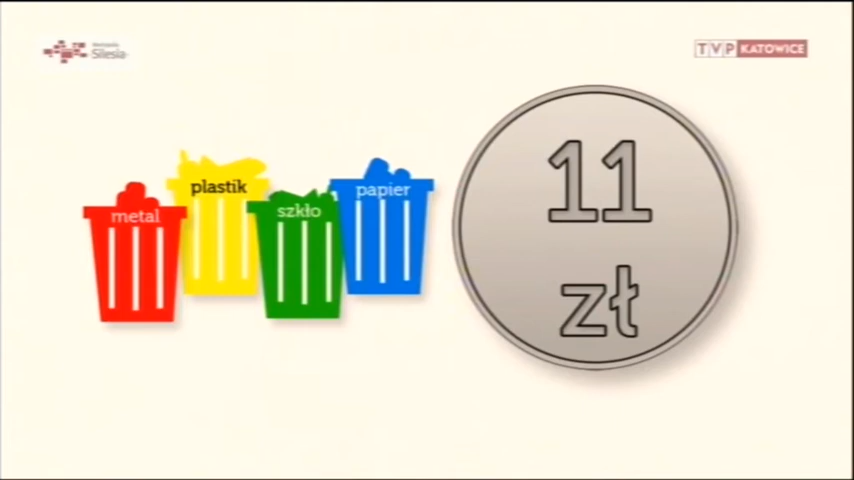 Silesia
TVP KATOWICE
metal
plastik
szkło
papier
11
zł